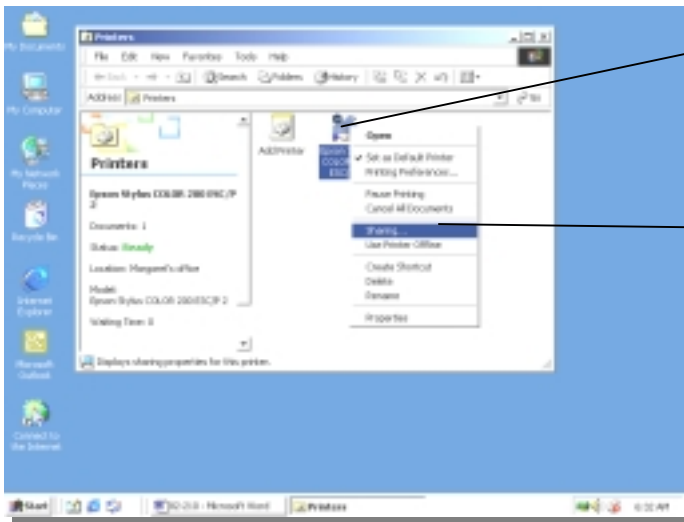 My Documents
My Computer
My Network
Places
Recycle Bin
Internet
Explorer
Microsoft
Outlook
Connect to
the Internet
Printers
File Edit View Favorites Tools Help
Back Search Folders History
Address Printers Go
Printers
Epson Stylus COLOR 200 ESC/P
2
Documents: 1
Status: Ready
Location: Margaret's office
Model:
Epson Stylus COLOR 200 ESC/P 2
Waiting Time: 0
Add Printer
Epson
COLOR
ESC
Open
Set as Default Printer
Printing Preferences...
Pause Printing
Cancel All Documents
Sharing...
Use Printer Offline
Create Shortcut
Delete
Rename
Properties
Displays sharing properties for this printer.
Start
- Microsoft Word
Printers
AM